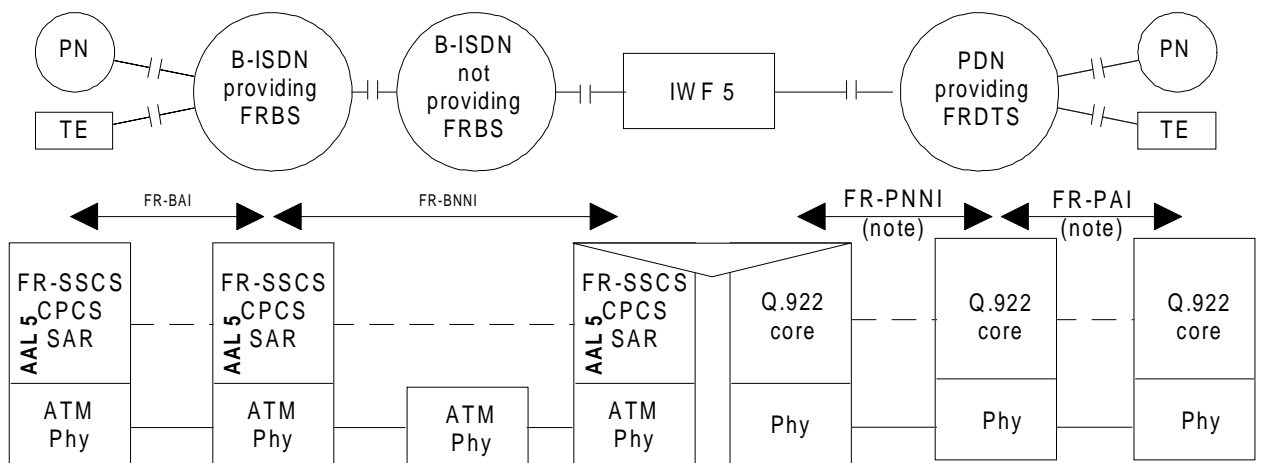 PN
TE
B-ISDN
providing
FRBS
B-ISDN
not
providing
FRBS
IWF 5
PDN
providing
FRDTS
PN
TE
FR-BAI
FR-BNNI
FR-PNNI
(note)
FR-PAI
(note)
FR-SSCS
CPCS
SAR
AAL 5
ATM
Phy
FR-SSCS
CPCS
SAR
AAL 5
ATM
Phy
ATM
Phy
FR-SSCS
CPCS
SAR
AAL 5
ATM
Phy
Q.922
core
Phy
Q.922
core
Phy
Q.922
core
Phy